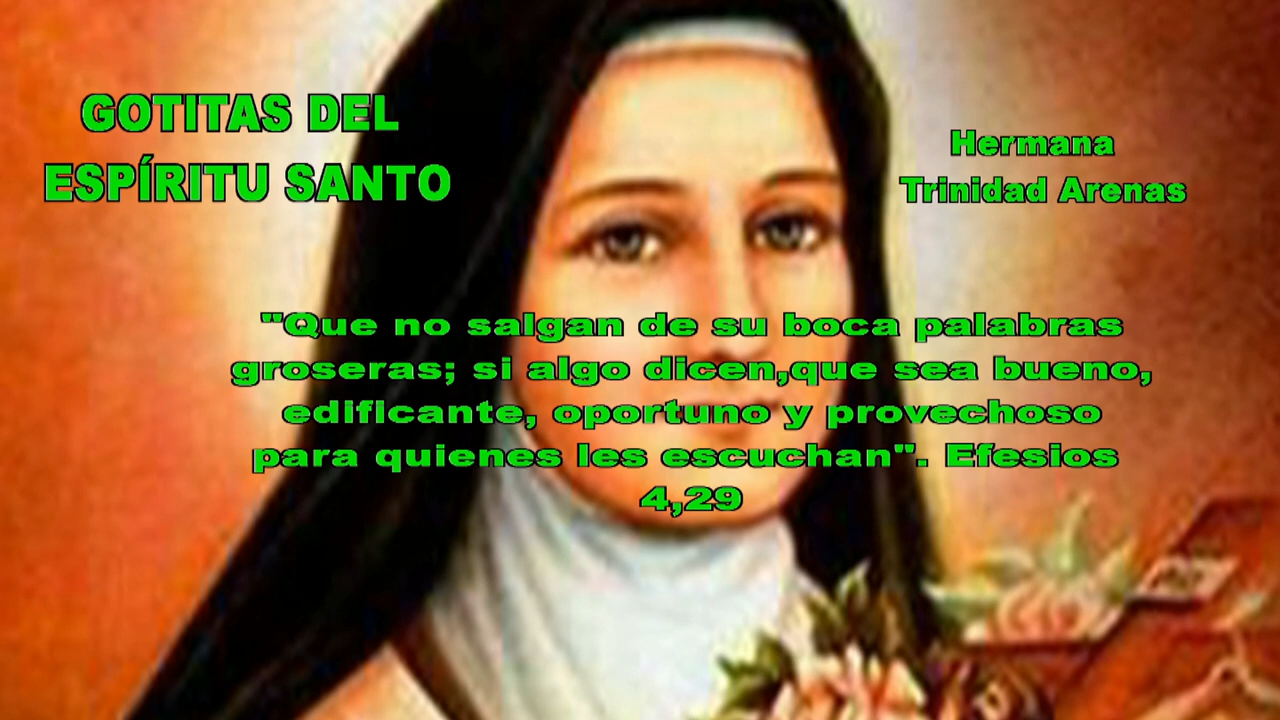 GOTITAS DEL
ESPÍRITU SANTO
Hermana
Trinidad Arenas
"Que no salgan de su boca palabras
groseras; si algo dicen,que sea bueno,
edificante, oportuno y provechoso
para quienes les escuchan". Efesios
4,29